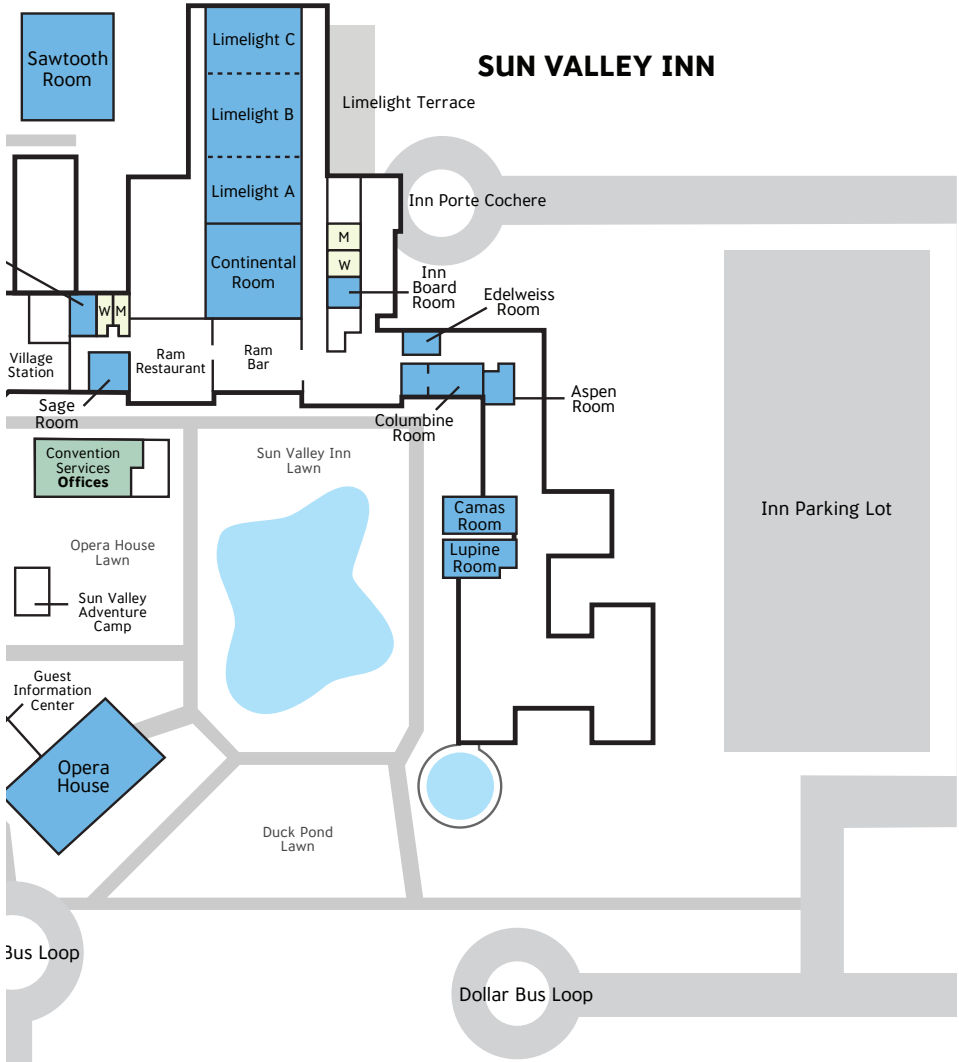 SUN VALLEY INN
Sawtooth
Room
Limelight C
Limelight Terrace
Limelight B
Limelight A
Inn Porte Cochere
M
W
Continental
Room
Inn
Board
Room
Edelweiss
Room
W
M
Village
Station
Ram
Restaurant
Ram
Bar
Sage
Room
Columbine
Room
Aspen
Room
Convention
Services
Offices
Sun Valley Inn
Lawn
Camas
Room
Lupine
Room
Inn Parking Lot
Opera House
Lawn
Sun Valley
Adventure
Camp
Guest
Information
Center
Opera
House
Duck Pond
Lawn
Bus Loop
Dollar Bus Loop